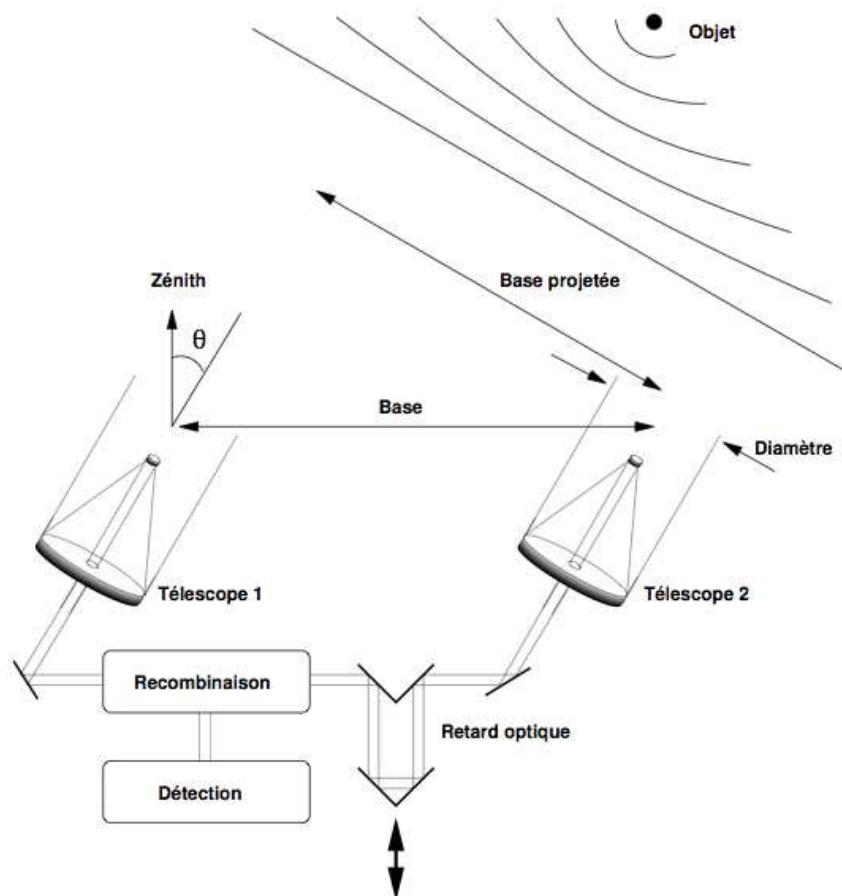 Objet
Base projetée
Zénith
θ
Base
Diamètre
Télescope 1
Télescope 2
Recombinaison
Retard optique
Détection